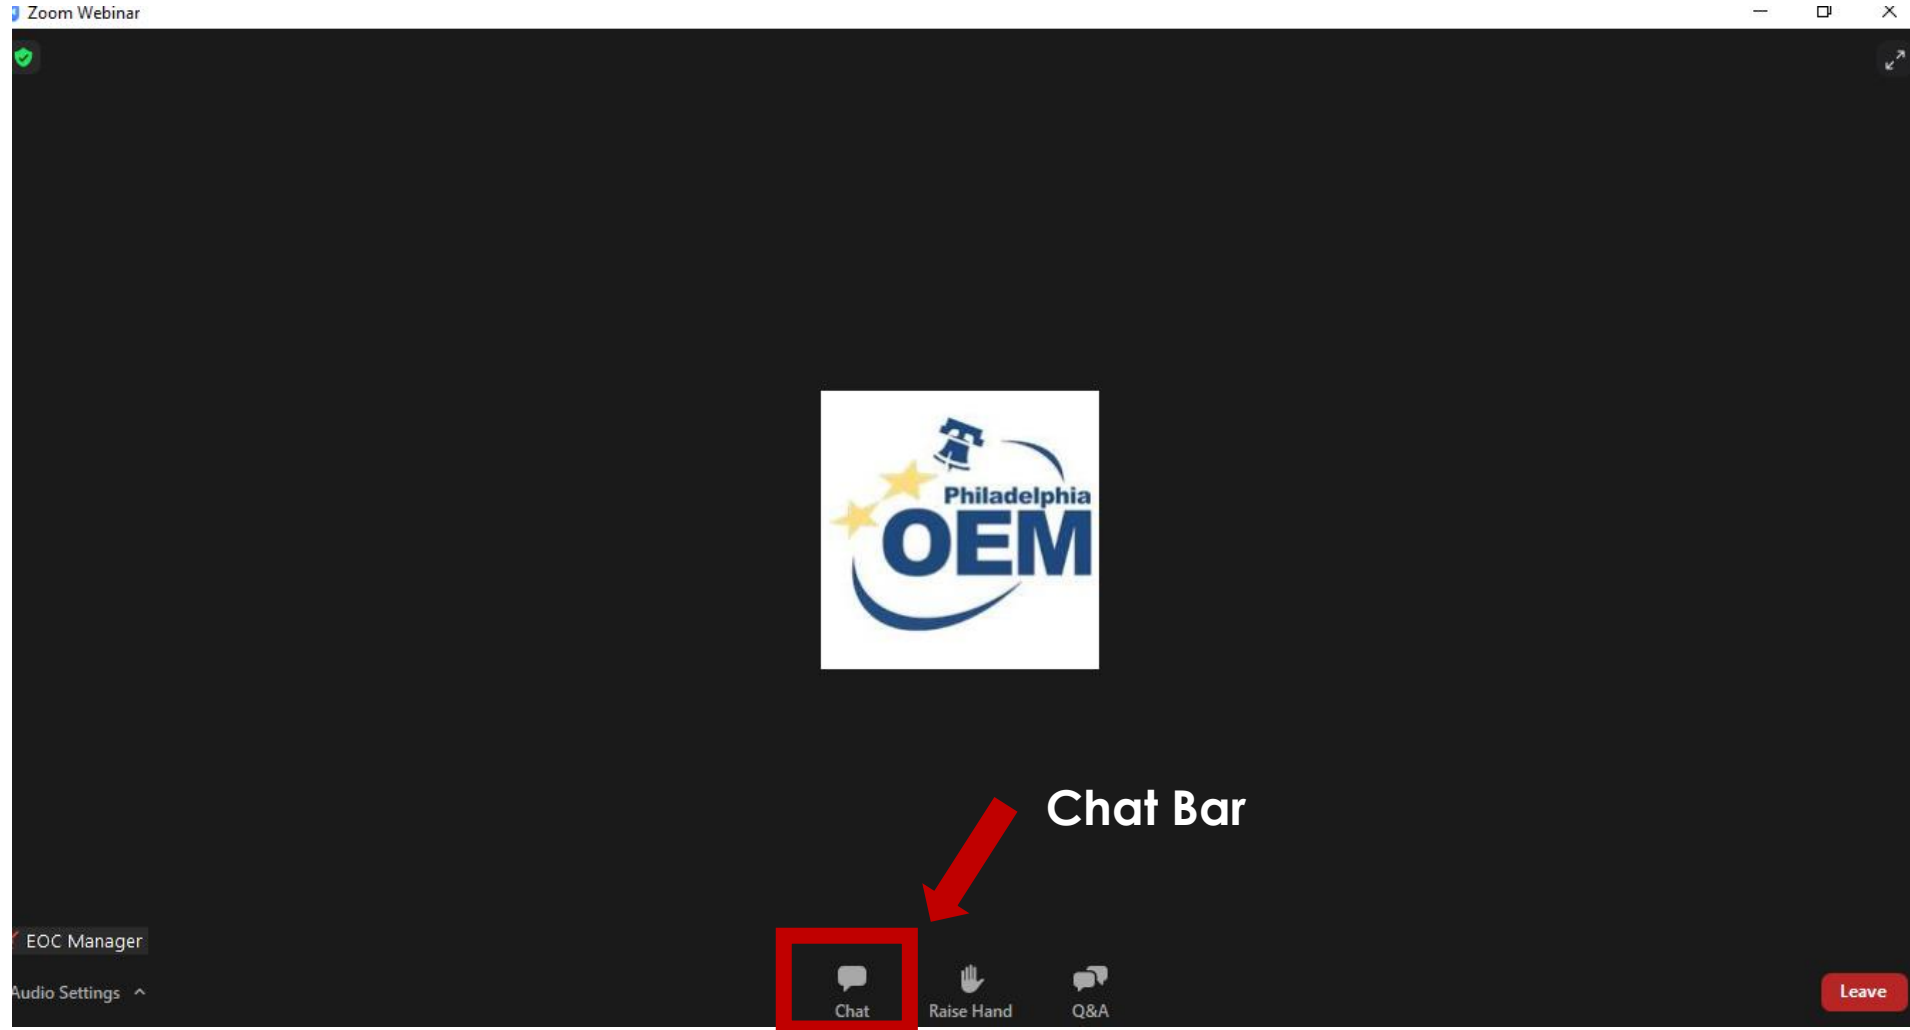 Zoom Webinar
Philadelphia
OEM
Chat Bar
EOC Manager
Audio Settings
Chat
Raise Hand
Q&A
Leave